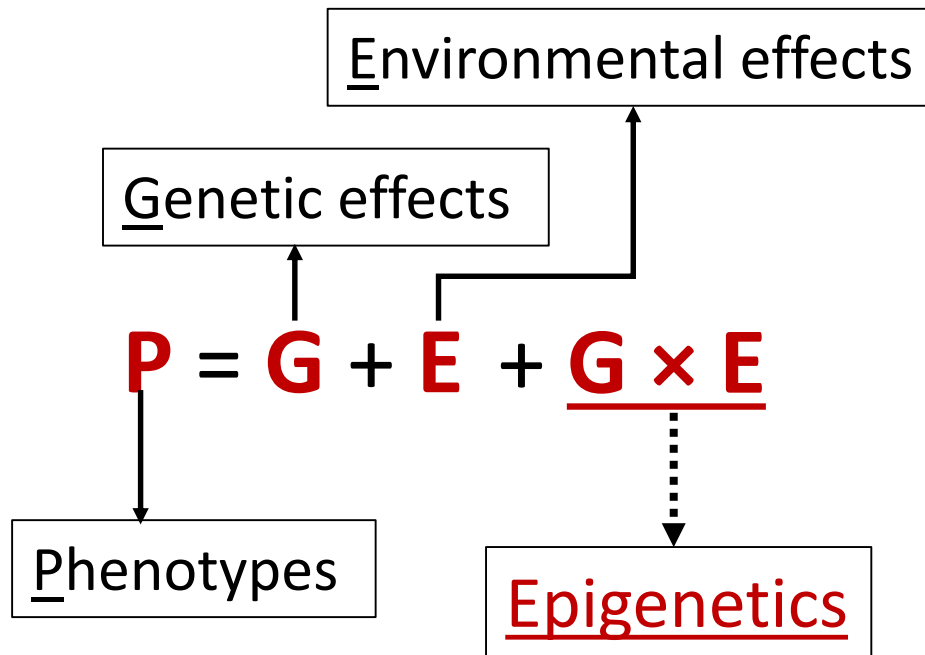 Environmental effects
Genetic effects
P = G + E + G × E
Phenotypes
Epigenetics